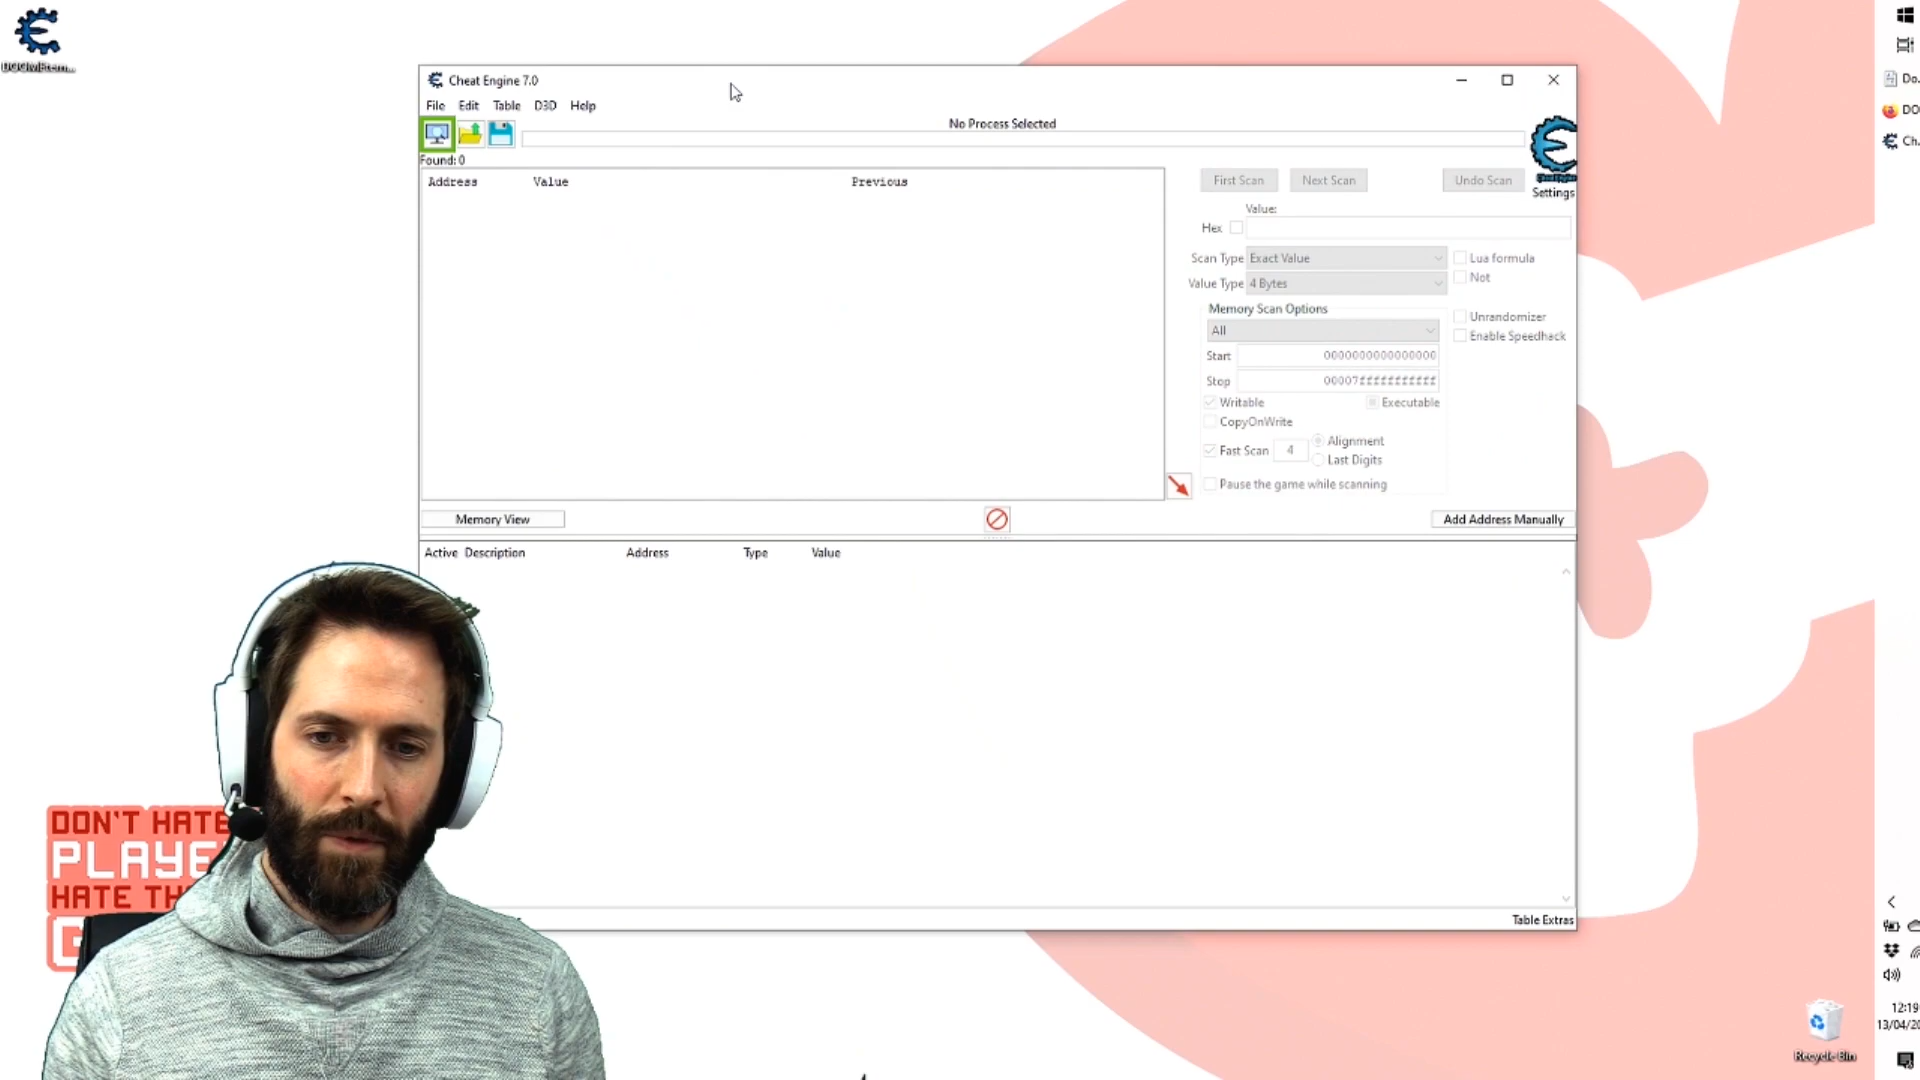 Cheat Engine 7.0
File Edit Table D3D Help
No Process Selected
Found: 0
Address Value Previous
First Scan Next Scan Undo Scan
Settings
Value:
Hex
Scan Type Exact Value Lua formula
Not
Value Type 4 Bytes
Memory Scan Options
All
Unrandomizer
Enable Speedhack
Start 0000000000000000
Stop 00007fffffffffff
Writable Executable
CopyOnWrite
Fast Scan 4 Alignment
Last Digits
Pause the game while scanning
Memory View Add Address Manually
Active Description Address Type Value
Table Extras
DON'T HATE
PLAYE
HATE TH
G
Do.
DO
Ch.
12:19
13/04/20
Recycle Bin